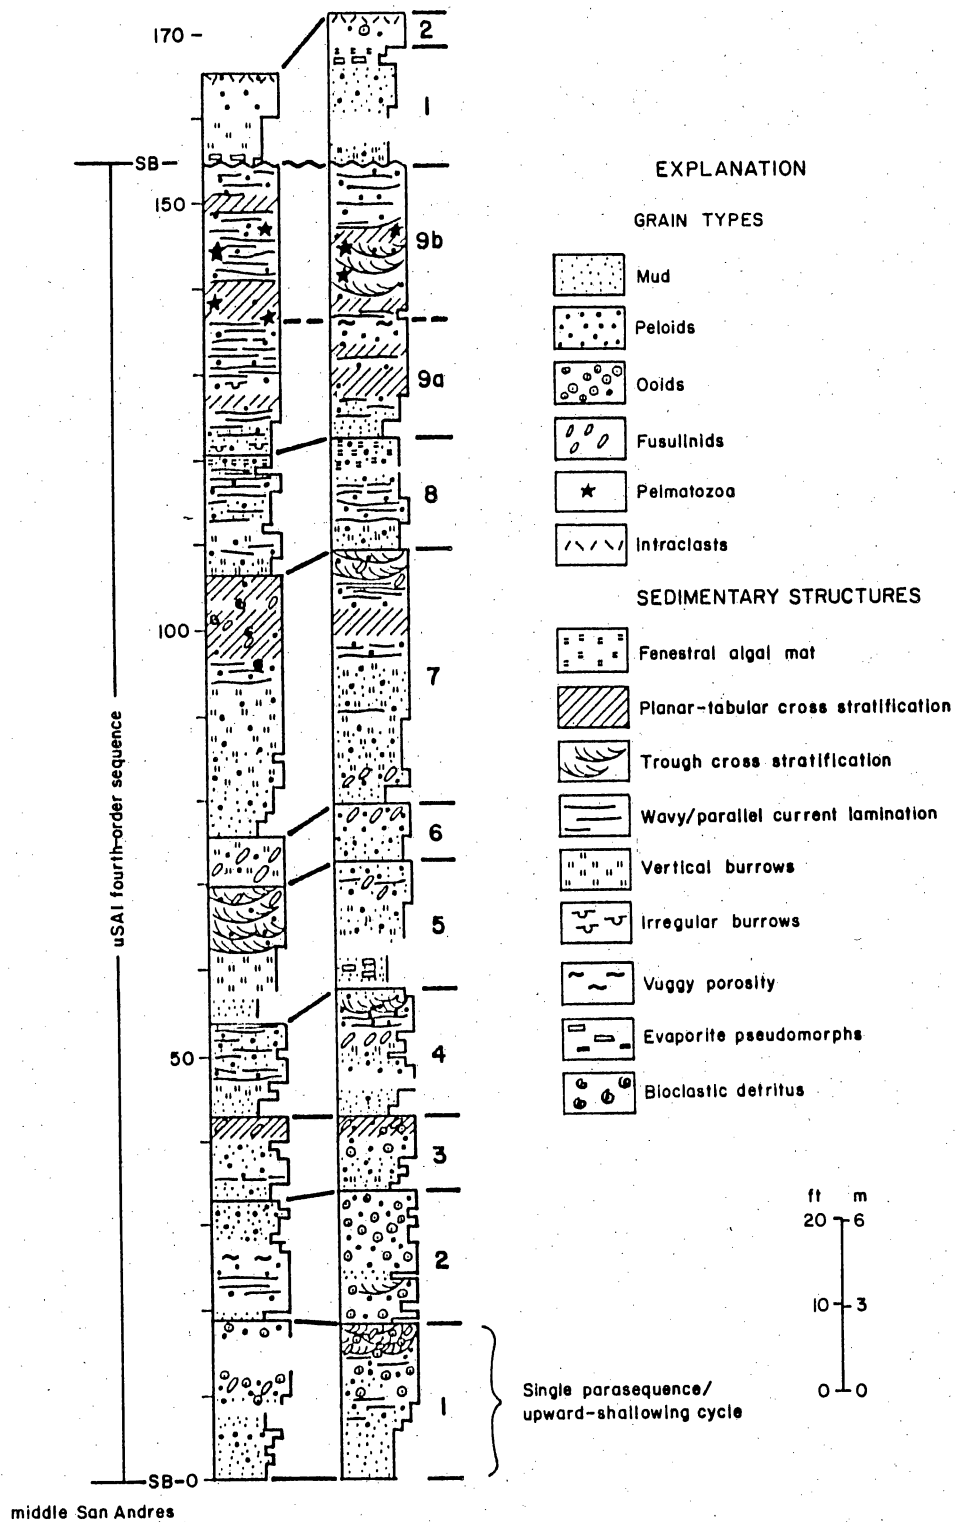 170
2
1
SB
150
9b
9a
8
100
7
6
5
uSA1 fourth-order sequence
50
4
3
2
1
SB-0
middle San Andres
EXPLANATION
GRAIN TYPES
Mud
Peloids
Ooids
Fusulinids
Pelmatozoa
Intraclasts
SEDIMENTARY STRUCTURES
Fenestral algal mat
Planar-tabular cross stratification
Trough cross stratification
Wavy/parallel current lamination
Vertical burrows
Irregular burrows
Vuggy porosity
Evaporite pseudomorphs
Bioclastic detritus
ft m
20 6
10 3
0 0
Single parasequence/
upward-shallowing cycle